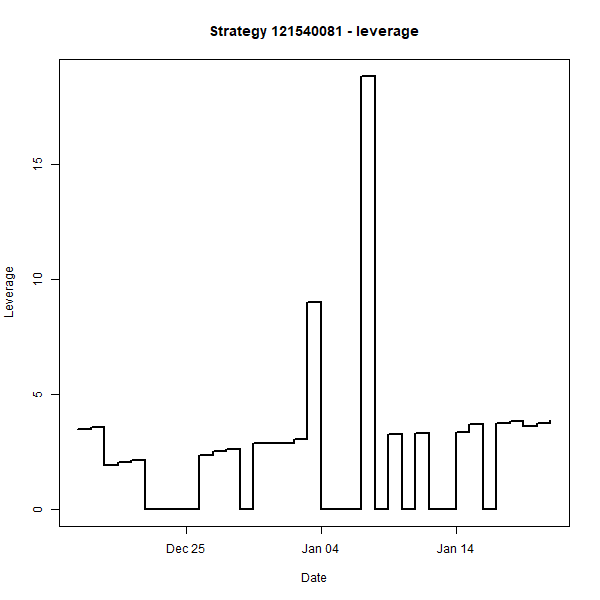 Strategy 121540081 - leverage
15
10
5
0
Leverage
Dec 25
Jan 04
Jan 14
Date